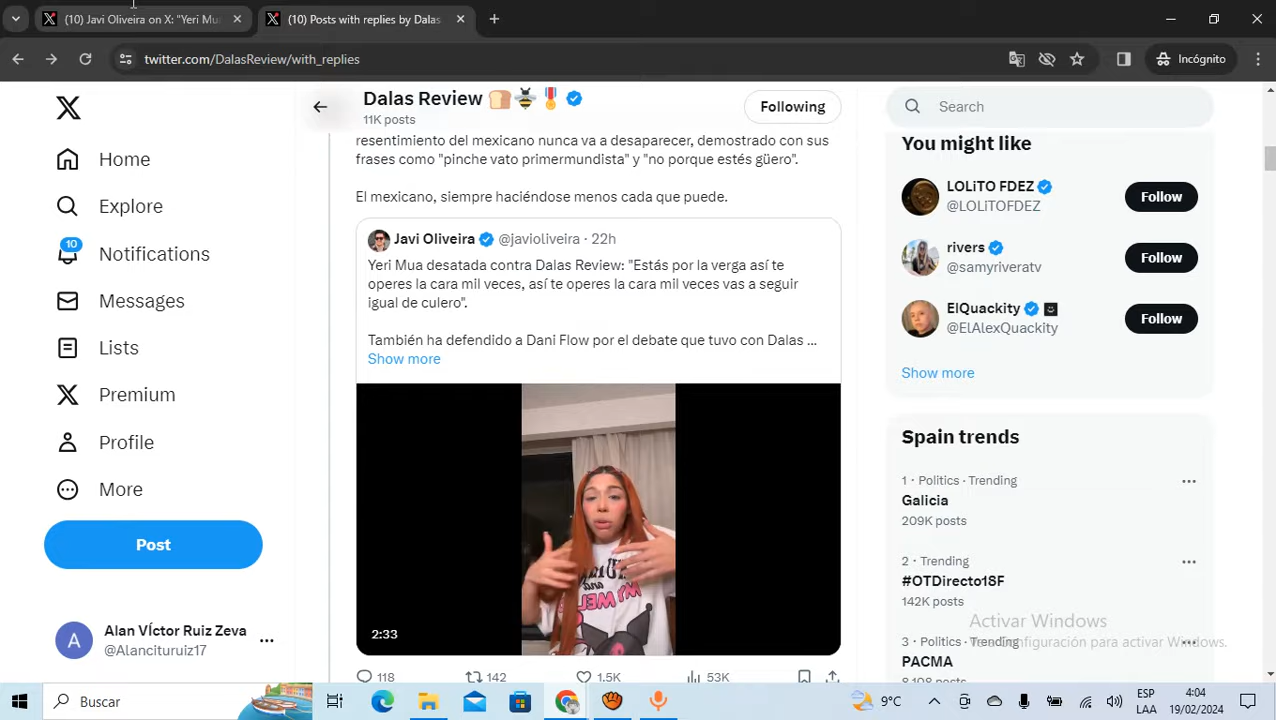 (10) Javi Oliveira on X: "Yeri Mu
(10) Posts with replies by Dalas
twitter.com/DalasReview/with_replies
Incógnito
Dalas Review
11K posts
Following
Search
Home
Explore
10
Notifications
Messages
Lists
Premium
Profile
More
Post
A
Alan VÍctor Ruiz Zeva
@Alancituruiz17
resentimiento del mexicano nunca va a desaparecer, demostrado con sus
frases como "pinche vato primermundista" y "no porque estés güero".
El mexicano, siempre haciéndose menos cada que puede.
Javi Oliveira @javioliveira · 22h
Yeri Mua desatada contra Dalas Review: "Estás por la verga así te
operes la cara mil veces, así te operes la cara mil veces vas a seguir
igual de culero".
También ha defendido a Dani Flow por el debate que tuvo con Dalas ...
Show more
2:33
118 142 1.5K 53K
You might like
LOLiTO FDEZ
@LOLiTOFDEZ
Follow
rivers
@samyriveratv
Follow
ElQuackity
@ElAlexQuackity
Follow
Show more
Spain trends
1 · Politics · Trending
Galicia
209K posts
2 · Trending
#OTDirecto18F
142K posts
Activar Windows
3 · Politics · Trending
PACMA
Buscar
9°C
ESP
LAA
4:04
19/02/2024